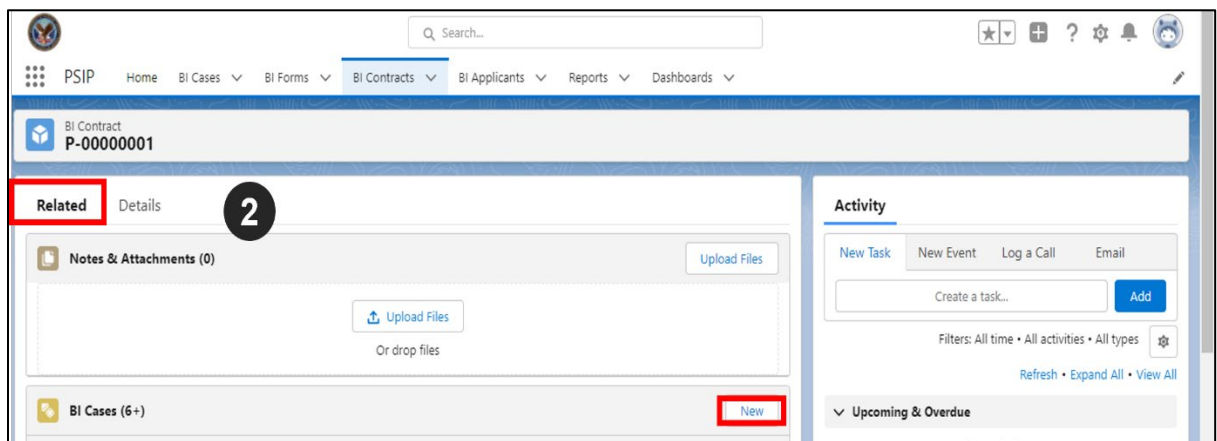 Search...
PSIP Home BI Cases BI Forms BI Contracts BI Applicants Reports Dashboards
BI Contract
P-00000001
Related Details
2
Notes & Attachments (0)
Upload Files
Upload Files
Or drop files
BI Cases (6+)
New
Activity
New Task New Event Log a Call Email
Create a task...
Add
Filters: All time • All activities • All types
Refresh • Expand All • View All
Upcoming & Overdue